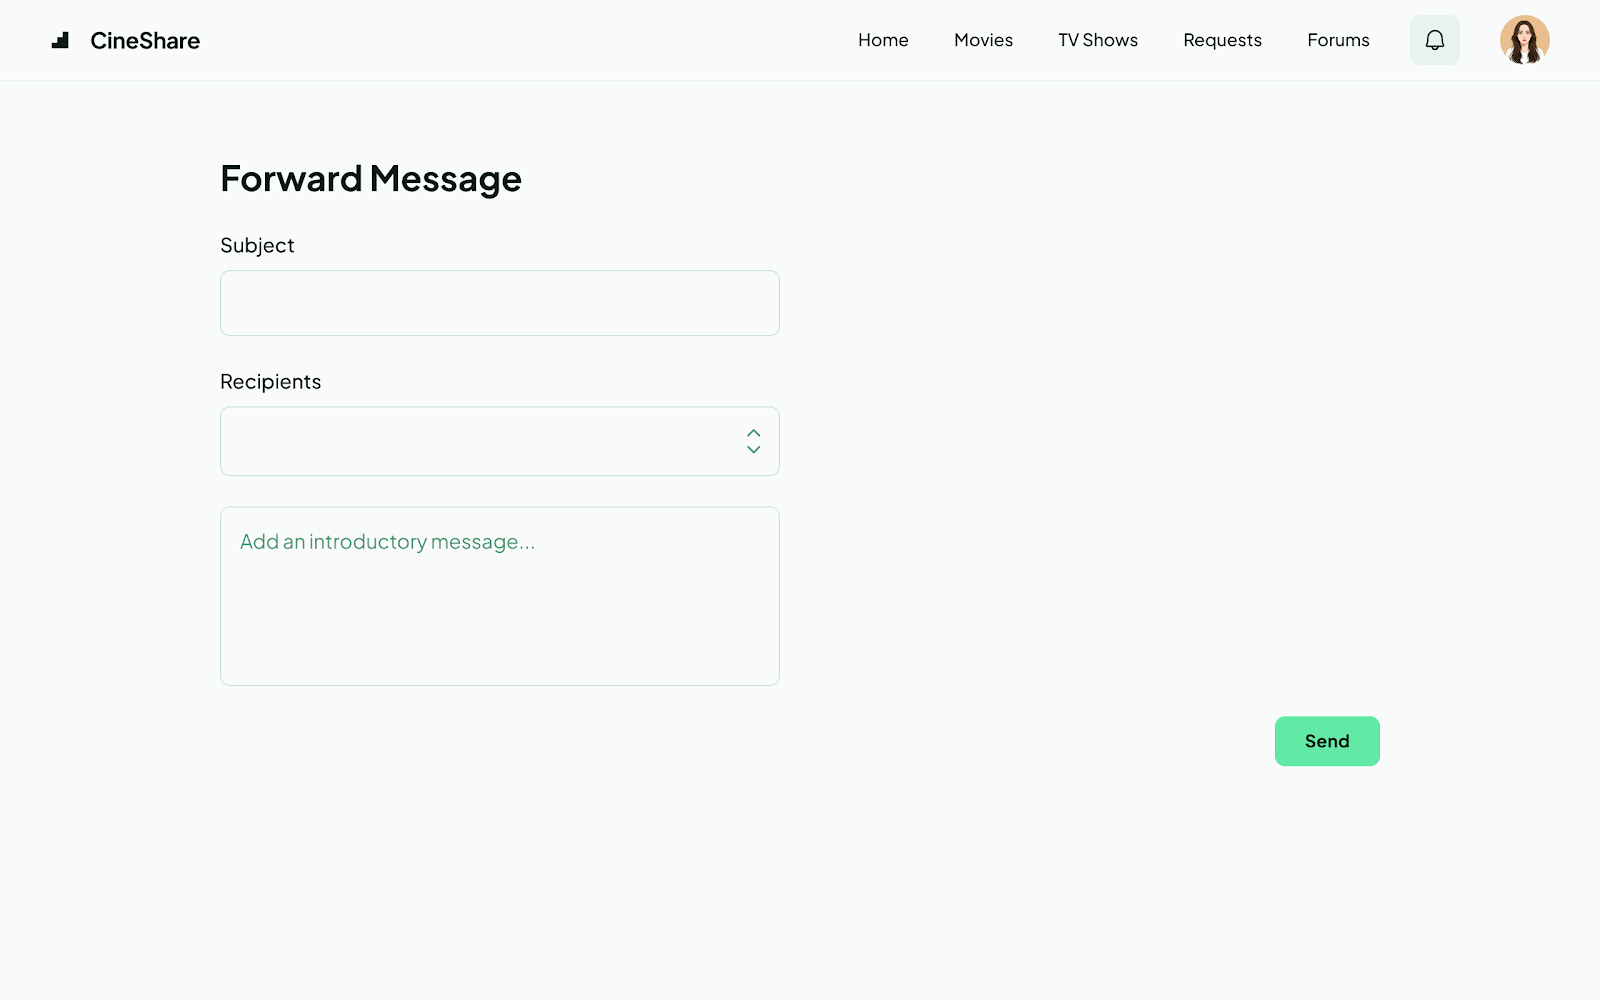 CineShare
Home
Movies
TV Shows
Requests
Forums
Forward Message
Subject
Recipients
Add an introductory message...
Send